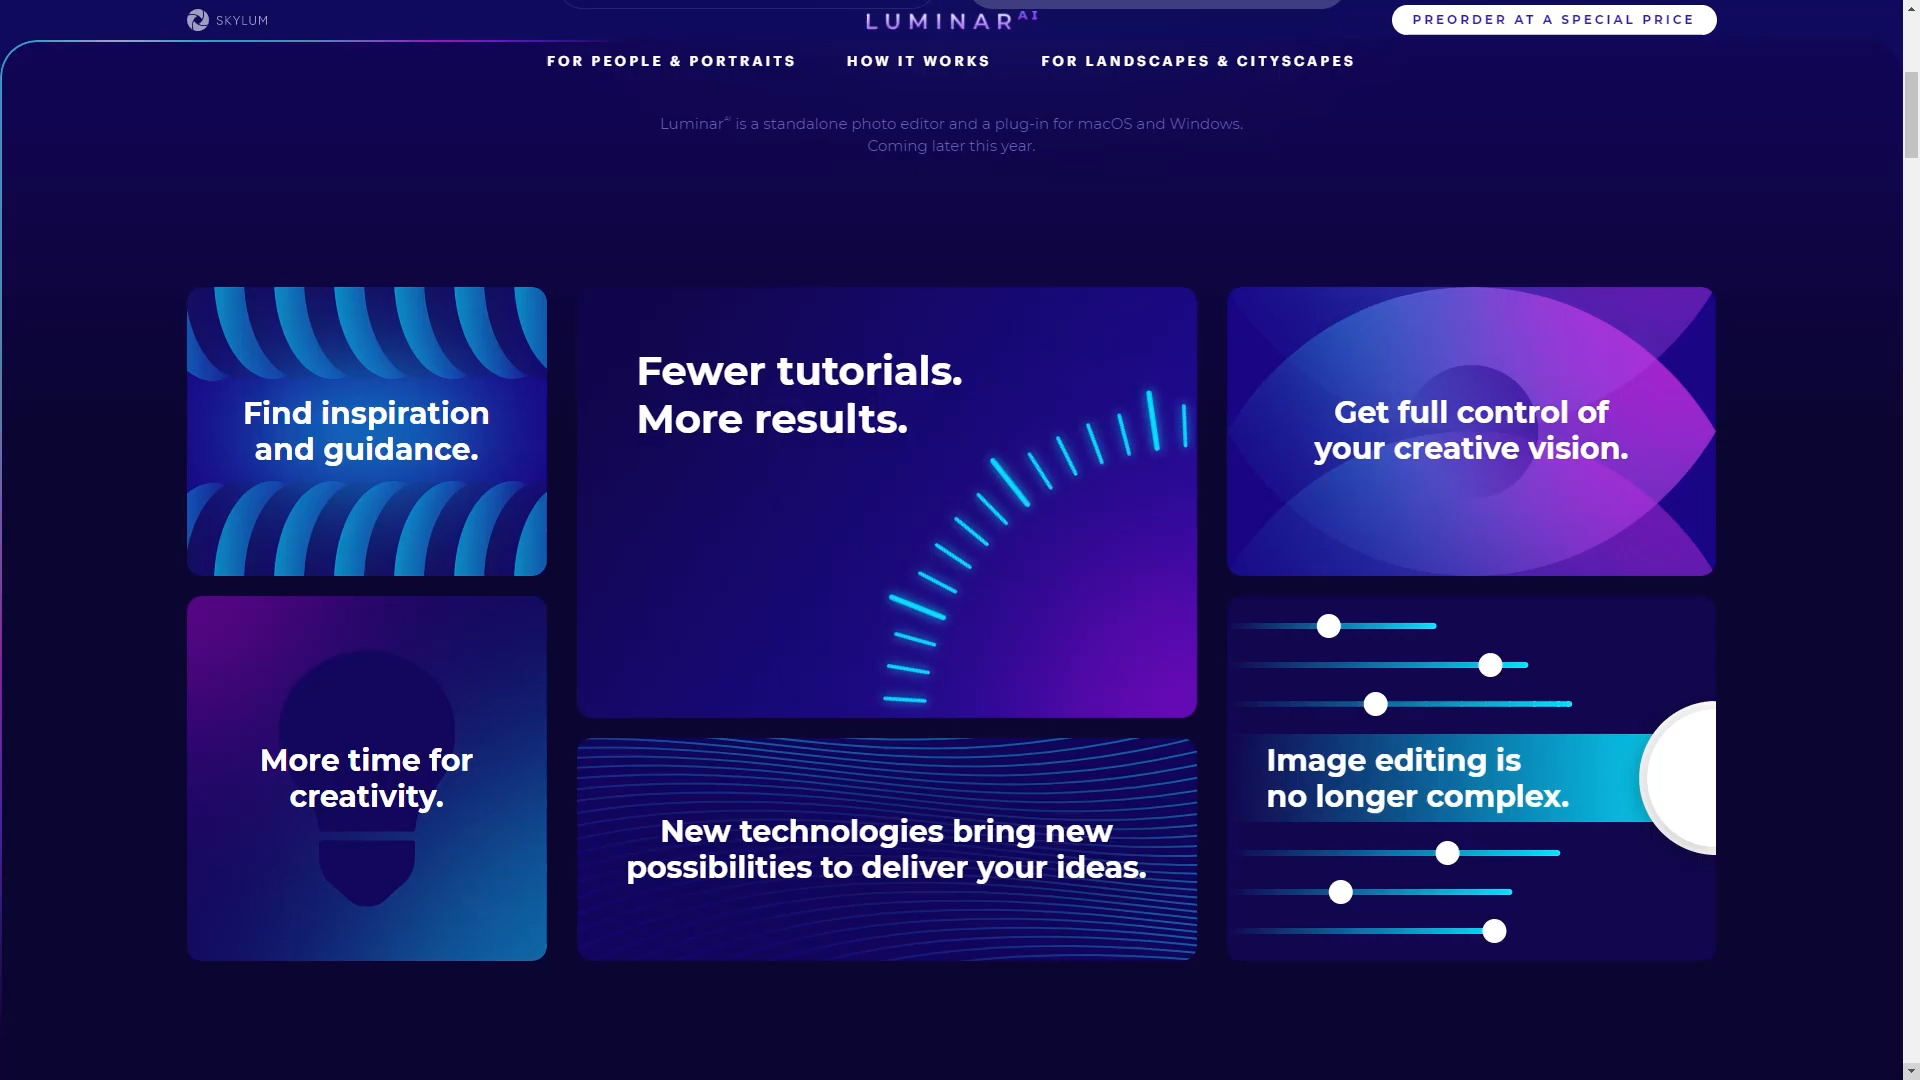 SKYLUM
LUMINAR AI
PREORDER AT A SPECIAL PRICE
FOR PEOPLE & PORTRAITS
HOW IT WORKS
FOR LANDSCAPES & CITYSCAPES
Luminar AI is a standalone photo editor and a plug-in for macOS and Windows.
Coming later this year.
Find inspiration
and guidance.
Fewer tutorials.
More results.
Get full control of
your creative vision.
More time for
creativity.
New technologies bring new
possibilities to deliver your ideas.
Image editing is
no longer complex.